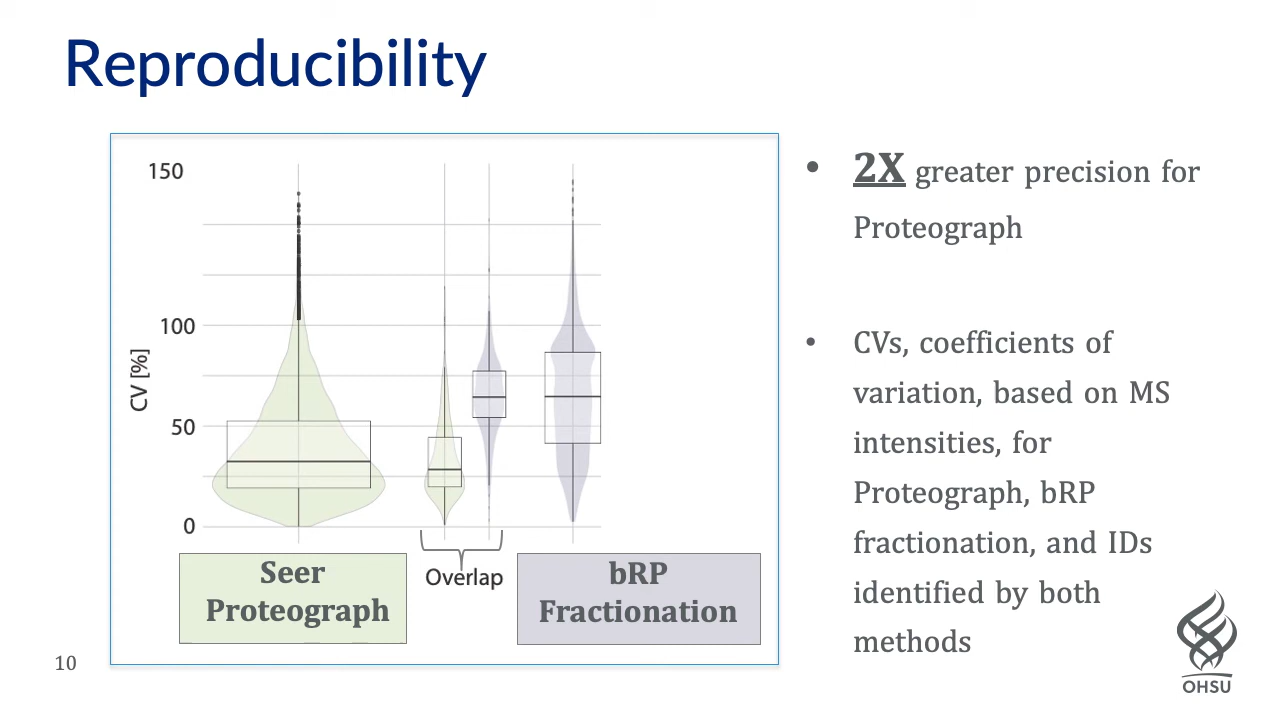 Reproducibility
150
100
50
0
CV [%]
Seer
Proteograph
Overlap
bRP
Fractionation
• 2X greater precision for
Proteograph
• CVs, coefficients of
variation, based on MS
intensities, for
Proteograph, bRP
fractionation, and IDs
identified by both
methods
10
OHSU